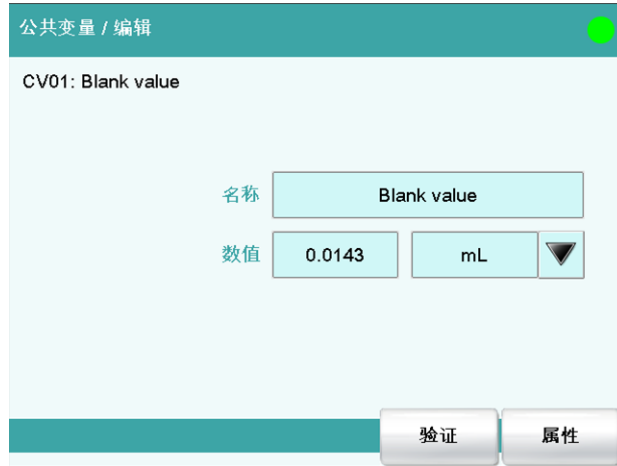 公共变量 / 编辑
CV01: Blank value
名称 Blank value
数值 0.0143 mL
验证 属性